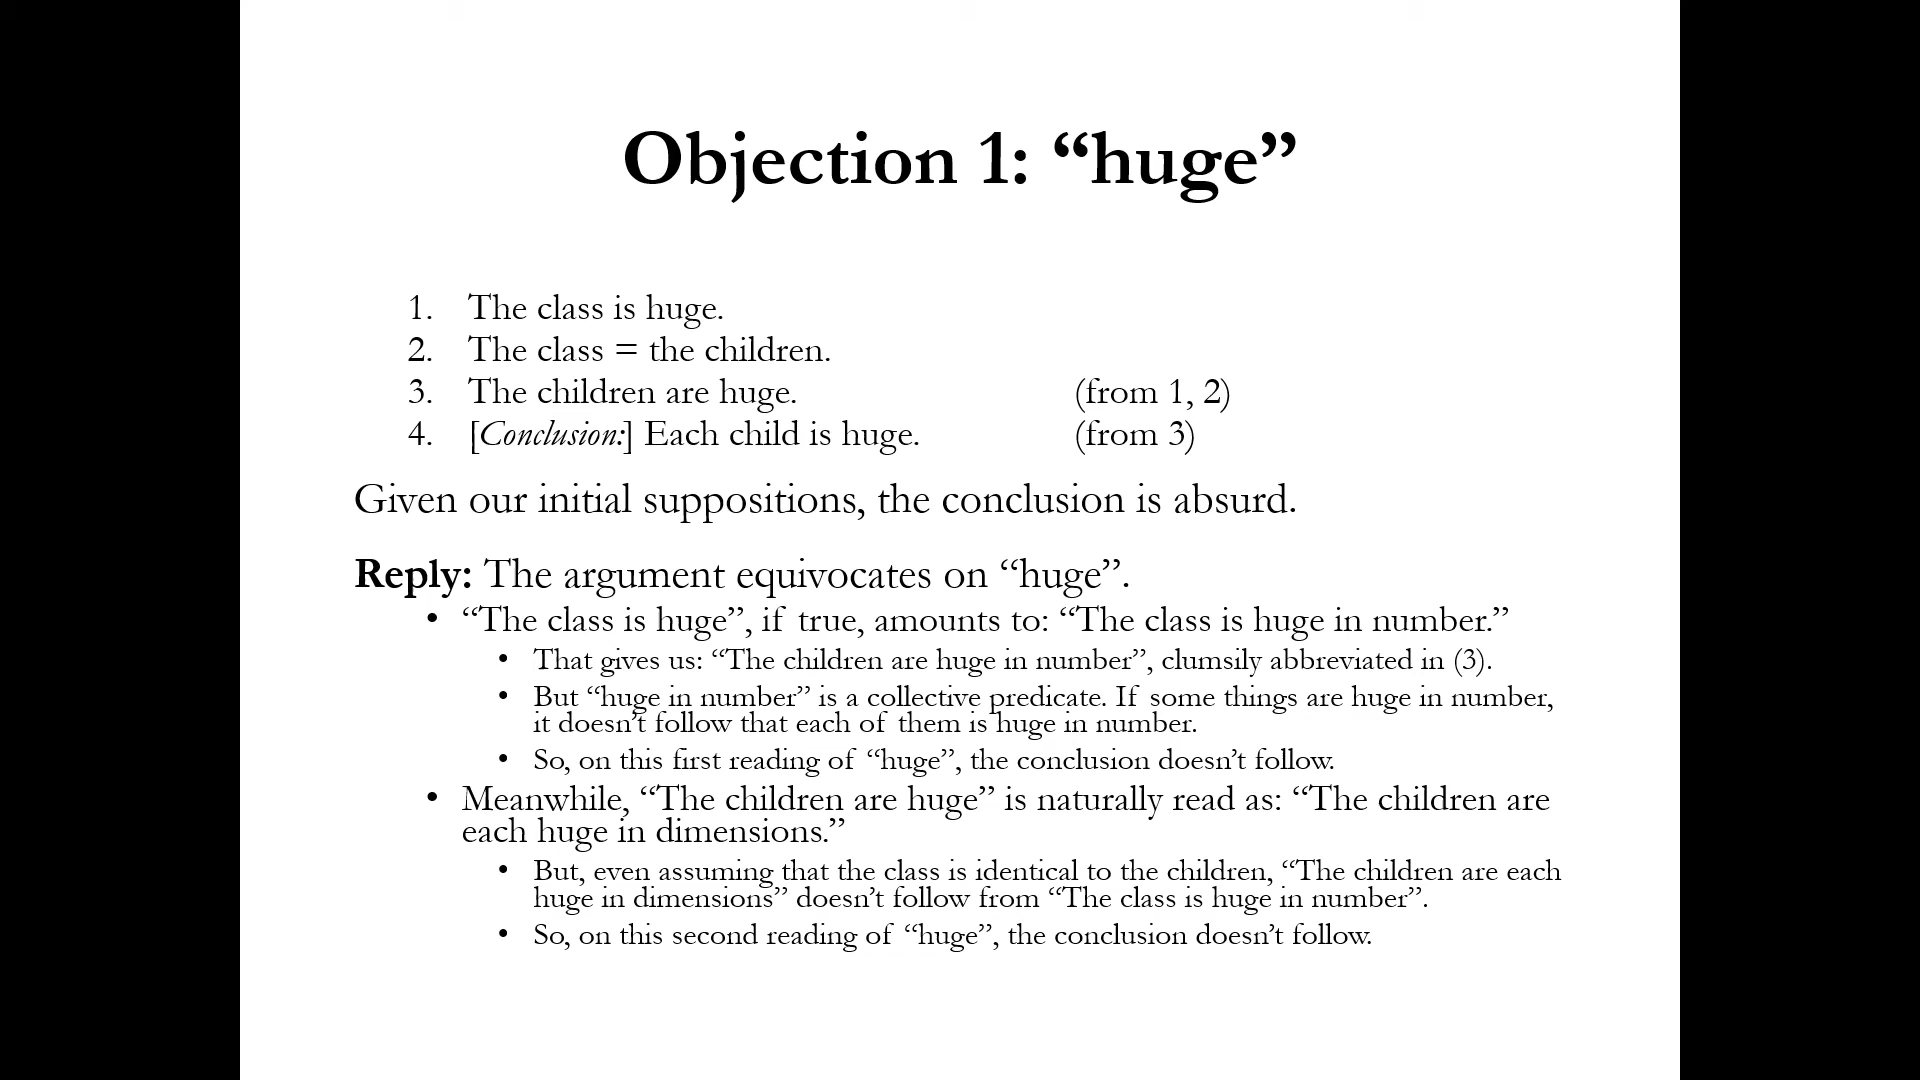 Objection 1: “huge”
1. The class is huge.
2. The class = the children.
3. The children are huge. (from 1, 2)
4. [Conclusion:] Each child is huge. (from 3)
Given our initial suppositions, the conclusion is absurd.
Reply: The argument equivocates on “huge”.
• “The class is huge”, if true, amounts to: “The class is huge in number.”
• That gives us: “The children are huge in number”, clumsily abbreviated in (3).
• But “huge in number” is a collective predicate. If some things are huge in number,
it doesn’t follow that each of them is huge in number.
• So, on this first reading of “huge”, the conclusion doesn’t follow.
• Meanwhile, “The children are huge” is naturally read as: “The children are
each huge in dimensions.”
• But, even assuming that the class is identical to the children, “The children are each
huge in dimensions” doesn’t follow from “The class is huge in number”.
• So, on this second reading of “huge”, the conclusion doesn’t follow.